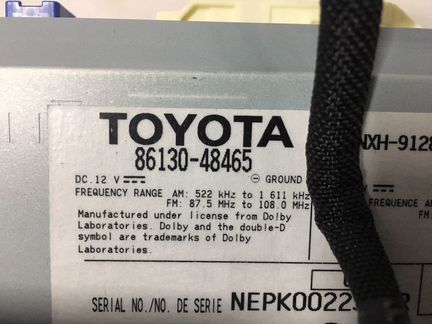 TOYOTA
86130-48465
NXH-9128
DC.12 V ⎓ ⊖ GROUND
FREQUENCY RANGE AM: 522 kHz to 1 611 kHz
FM: 87.5 MHz to 108.0 MHz
Manufactured under license from Dolby
Laboratories. Dolby and the double-D
symbol are trademarks of Dolby
Laboratories.
SERIAL NO./NO. DE SERIE